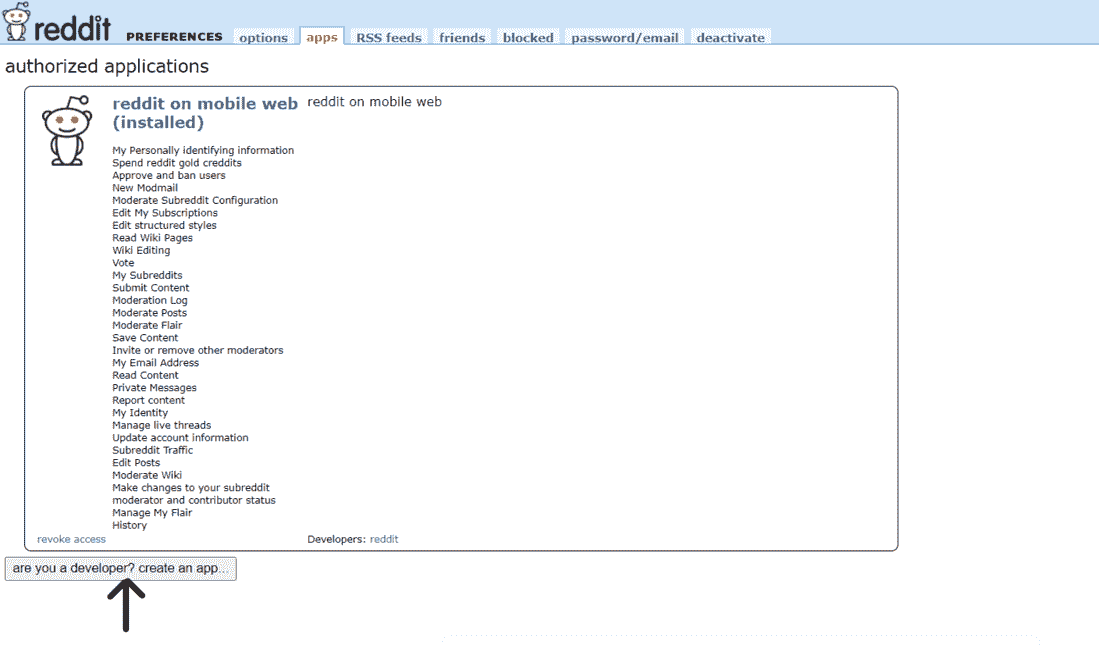 reddit PREFERENCES options apps RSS feeds friends blocked password/email deactivate
authorized applications
reddit on mobile web
(installed)
reddit on mobile web
My Personally identifying information
Spend reddit gold creddits
Approve and ban users
New Modmail
Moderate Subreddit Configuration
Edit My Subscriptions
Edit structured styles
Read Wiki Pages
Wiki Editing
Vote
My Subreddits
Submit Content
Moderation Log
Moderate Posts
Moderate Flair
Save Content
Invite or remove other moderators
My Email Address
Read Content
Private Messages
Report content
My Identity
Manage live threads
Update account information
Subreddit Traffic
Edit Posts
Moderate Wiki
Make changes to your subreddit
moderator and contributor status
Manage My Flair
History
revoke access
Developers: reddit
are you a developer? create an app...